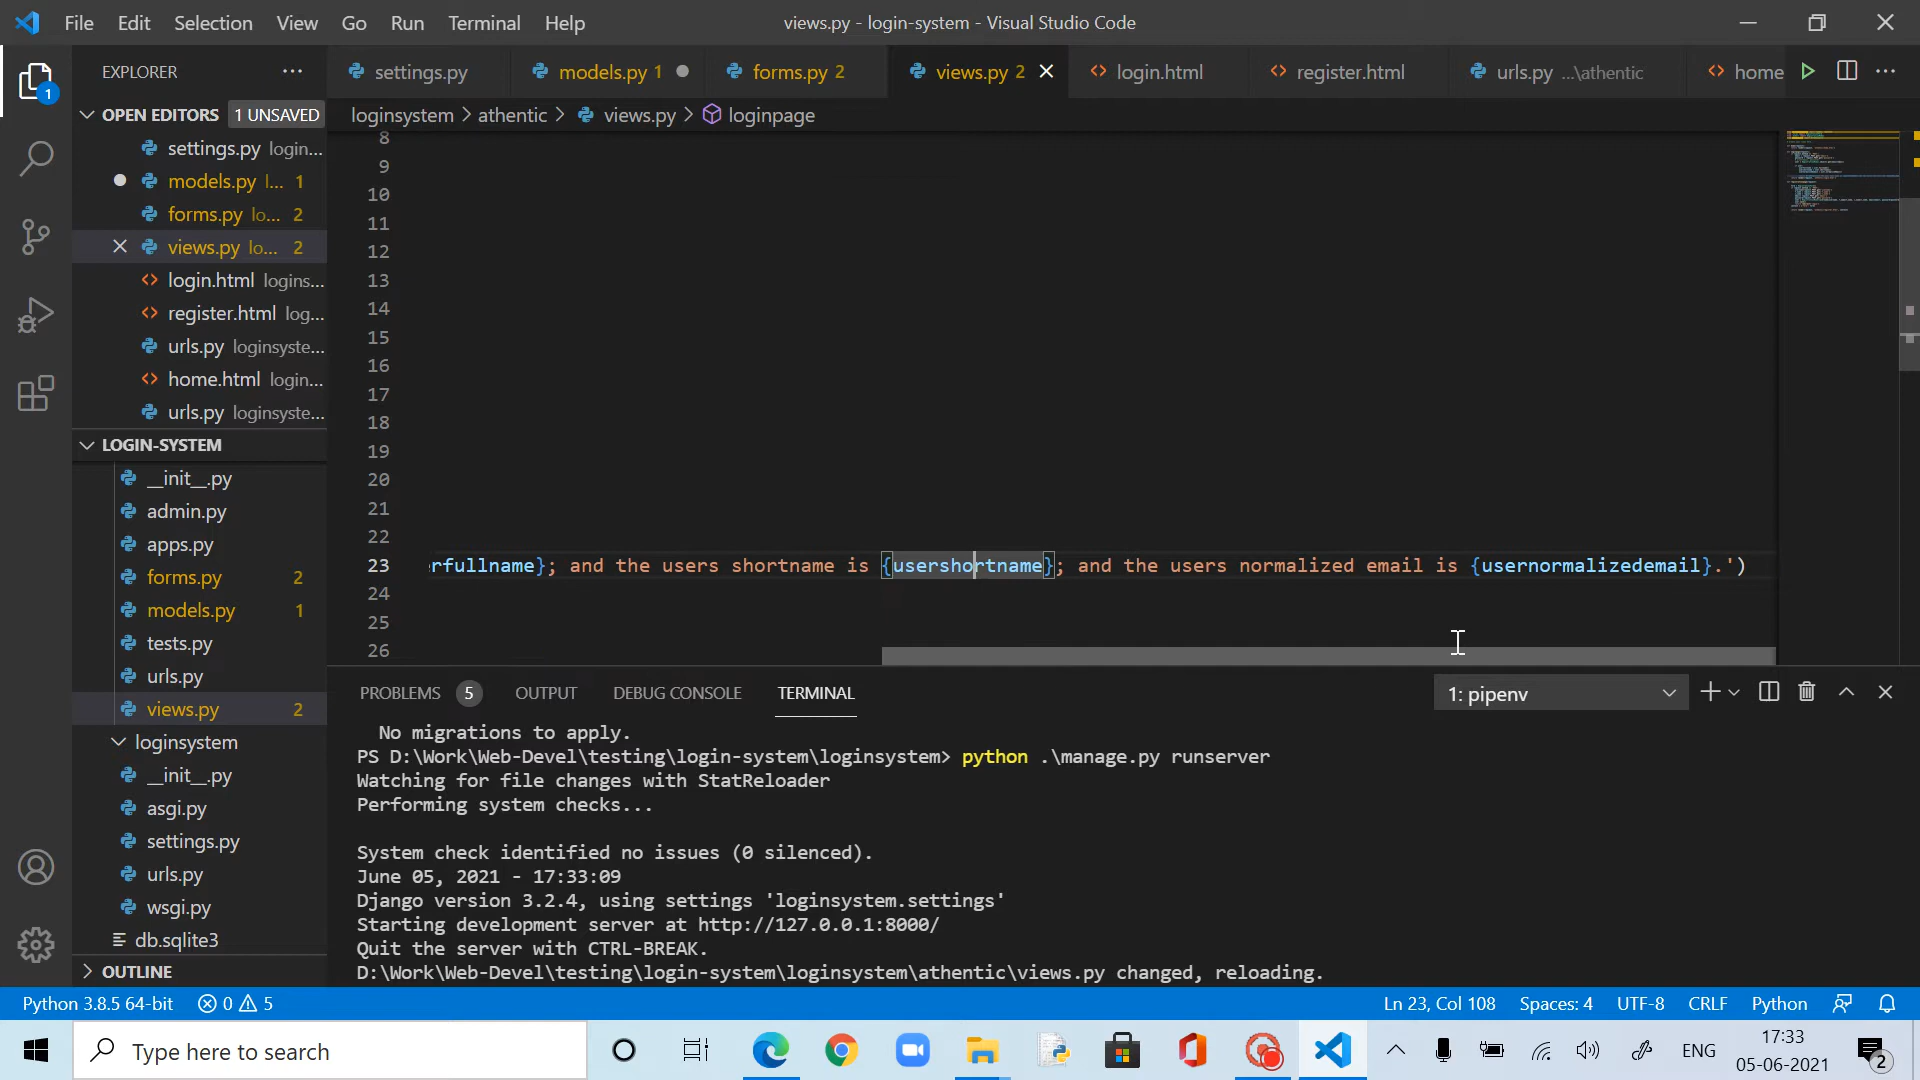 File Edit Selection View Go Run Terminal Help
views.py - login-system - Visual Studio Code
EXPLORER
settings.py
models.py 1
forms.py 2
views.py 2
login.html
register.html
urls.py ...\athentic
home
OPEN EDITORS 1 UNSAVED
loginsystem > athentic > views.py > loginpage
settings.py login...
models.py l... 1
forms.py lo... 2
views.py lo... 2
login.html logins...
register.html log...
urls.py loginsyste...
home.html login...
urls.py loginsyste...
LOGIN-SYSTEM
__init__.py
admin.py
apps.py
forms.py 2
models.py 1
tests.py
urls.py
views.py 2
loginsystem
__init__.py
asgi.py
settings.py
urls.py
wsgi.py
db.sqlite3
OUTLINE
8
9
10
11
12
13
14
15
16
17
18
19
20
21
22
23 erfullname}; and the users shortname is {usershortname}; and the users normalized email is {usernormalizedemail}.')
24
25
26
PROBLEMS 5 OUTPUT DEBUG CONSOLE TERMINAL
1: pipenv
No migrations to apply.
PS D:\Work\Web-Devel\testing\login-system\loginsystem> python .\manage.py runserver
Watching for file changes with StatReloader
Performing system checks...
System check identified no issues (0 silenced).
June 05, 2021 - 17:33:09
Django version 3.2.4, using settings 'loginsystem.settings'
Starting development server at http://127.0.0.1:8000/
Quit the server with CTRL-BREAK.
D:\Work\Web-Devel\testing\login-system\loginsystem\athentic\views.py changed, reloading.
Python 3.8.5 64-bit 0 5
Ln 23, Col 108 Spaces: 4 UTF-8 CRLF Python
Type here to search
ENG
17:33
05-06-2021
2
1